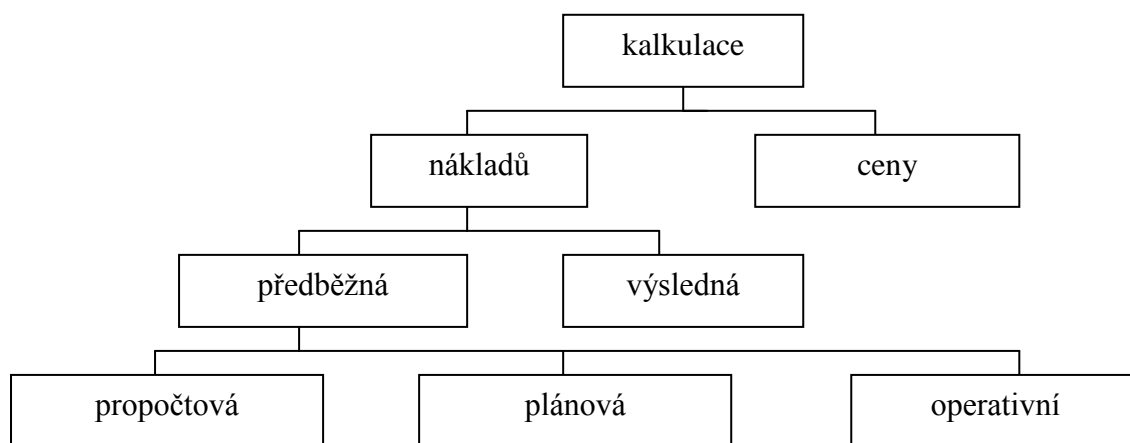 kalkulace
nákladů
ceny
předběžná
výsledná
propočtová
plánová
operativní